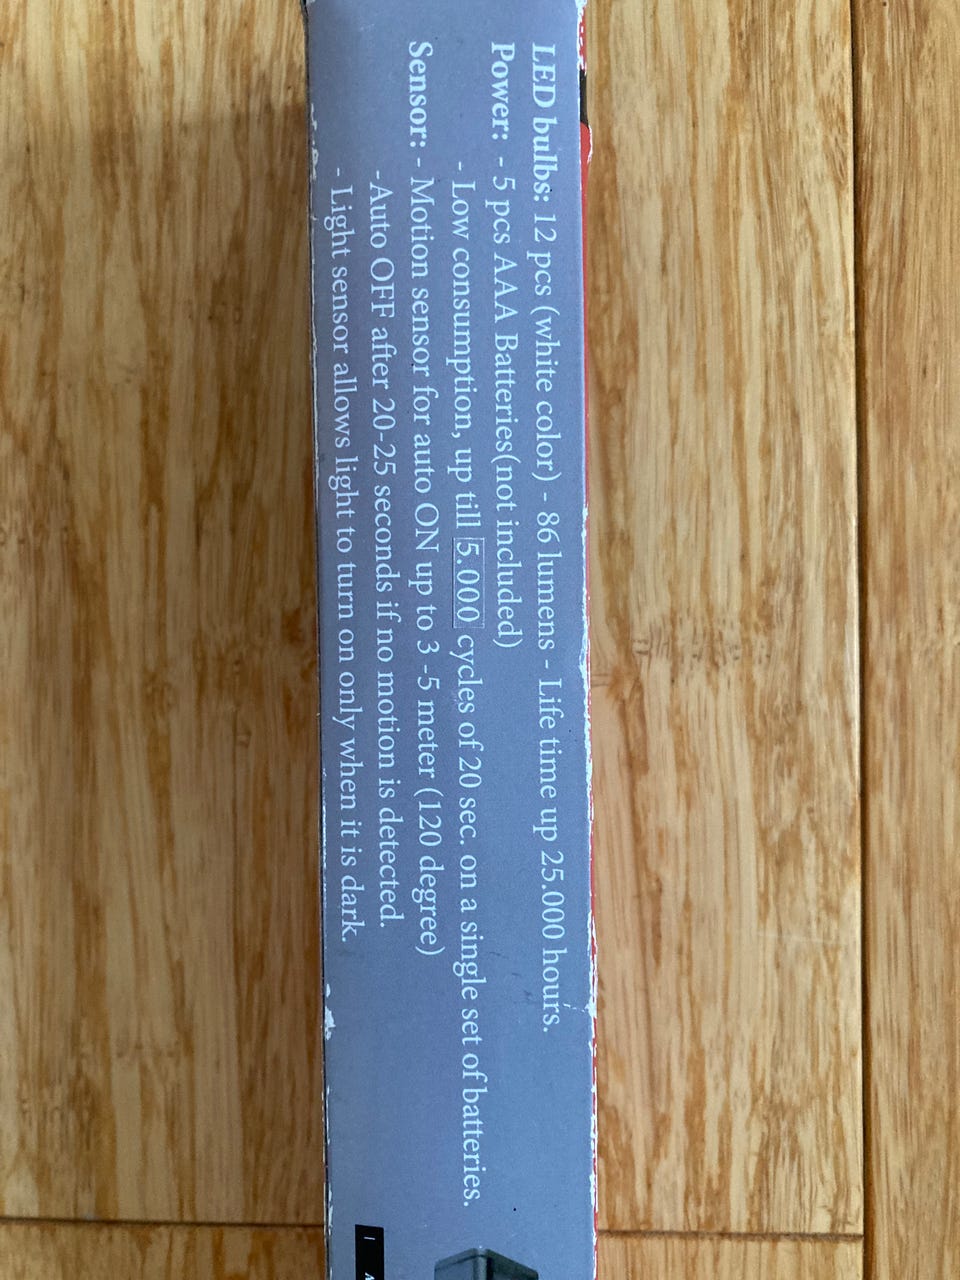 LED bulbs: 12 pcs (white color) - 86 lumens - Life time up 25.000 hours.
Power: - 5 pcs AAA Batteries(not included)
- Low consumption, up till 5.000 cycles of 20 sec. on a single set of batteries.
Sensor: - Motion sensor for auto ON up to 3 -5 meter (120 degree)
-Auto OFF after 20-25 seconds if no motion is detected.
- Light sensor allows light to turn on only when it is dark.